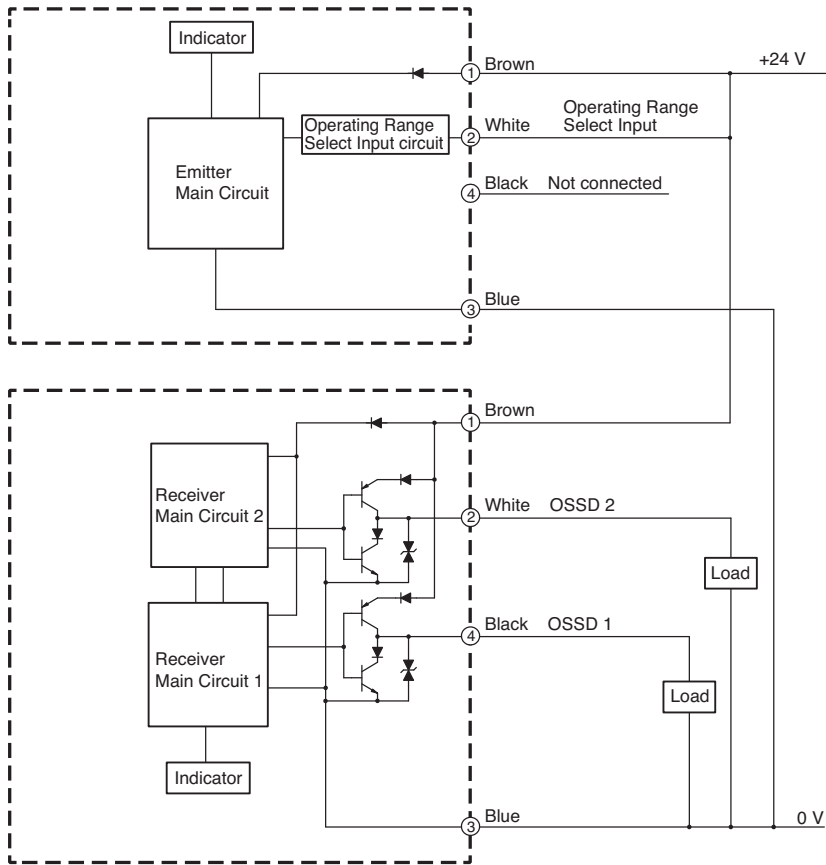 Indicator
1 Brown
+24 V
Operating Range
Select Input circuit
2 White
Operating Range
Select Input
Emitter
Main Circuit
4 Black Not connected
3 Blue
1 Brown
Receiver
Main Circuit 2
2 White OSSD 2
Load
4 Black OSSD 1
Receiver
Main Circuit 1
Load
Indicator
3 Blue
0 V